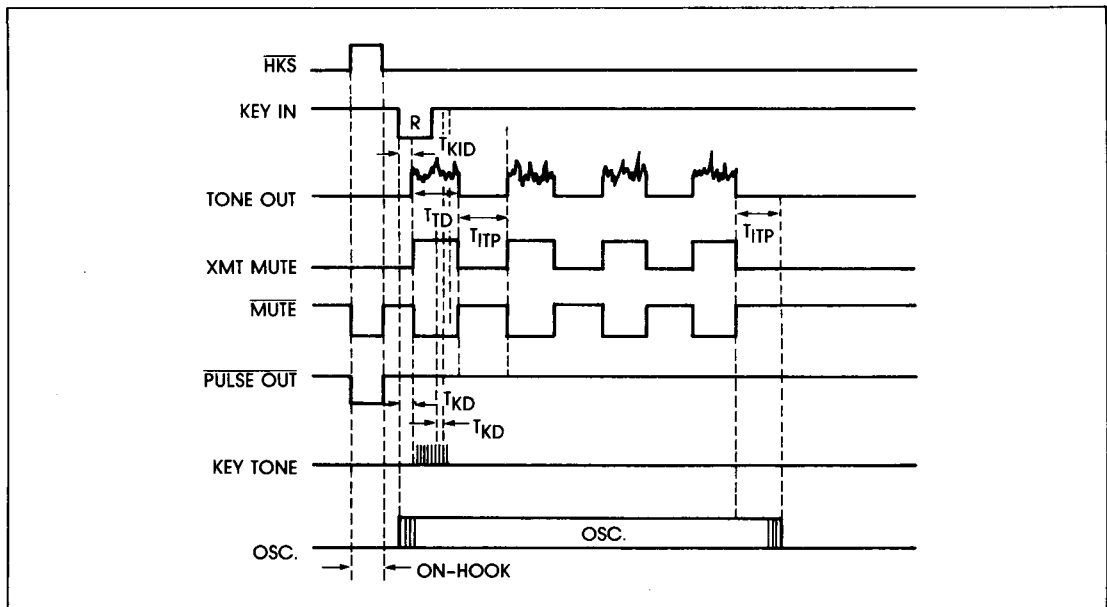 HKS
KEY IN
R
TKID
TONE OUT
TTD
TITP
TITP
XMT MUTE
MUTE
PULSE OUT
TKD
TKD
KEY TONE
OSC.
OSC.
ON-HOOK